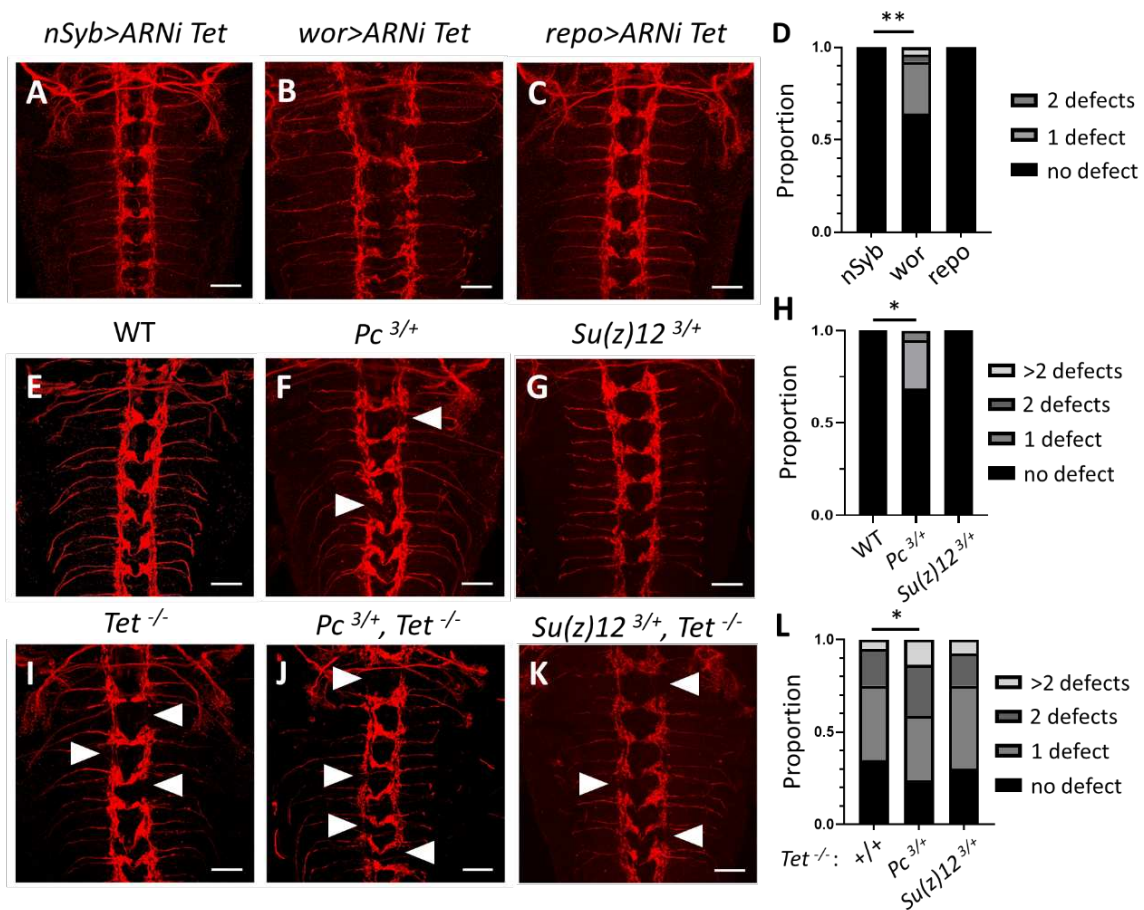 nSyb>ARNi Tet
wor>ARNi Tet
repo>ARNi Tet
A
B
C
D
**
1.0
0.5
0.0
Proportion
nSyb
wor
repo
2 defects
1 defect
no defect
WT
Pc 3/+
Su(z)12 3/+
E
F
G
H
*
1.0
0.5
0.0
Proportion
WT
Pc 3/+
Su(z)12 3/+
>2 defects
2 defects
1 defect
no defect
Tet -/-
Pc 3/+, Tet -/-
Su(z)12 3/+, Tet -/-
I
J
K
L
*
1.0
0.5
0.0
Proportion
Tet -/- :
+/+
Pc 3/+
Su(z)12 3/+
>2 defects
2 defects
1 defect
no defect